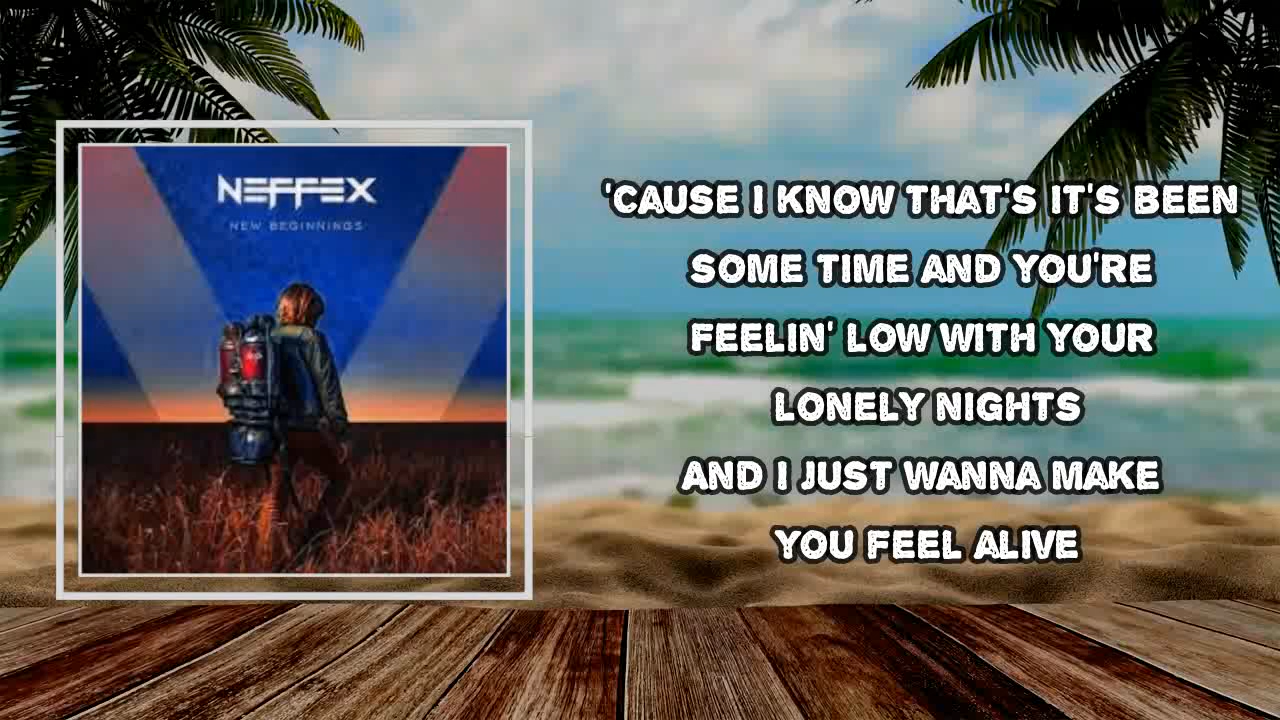 NEFFEX
NEW BEGINNINGS
'CAUSE I KNOW THAT'S IT'S BEEN
SOME TIME AND YOU'RE
FEELIN' LOW WITH YOUR
LONELY NIGHTS
AND I JUST WANNA MAKE
YOU FEEL ALIVE